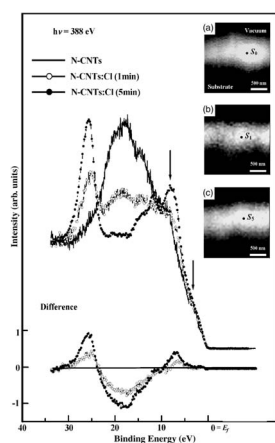 hν = 388 eV
N-CNTs
N-CNTs:Cl (1min)
N-CNTs:Cl (5min)
(a)
Vacuum
S₀
Substrate
500 nm
(b)
S₁
500 nm
(c)
S₅
500 nm
Intensity (arb. units)
Difference
1
0
-1
40
30
20
10
0 = E_f
Binding Energy (eV)